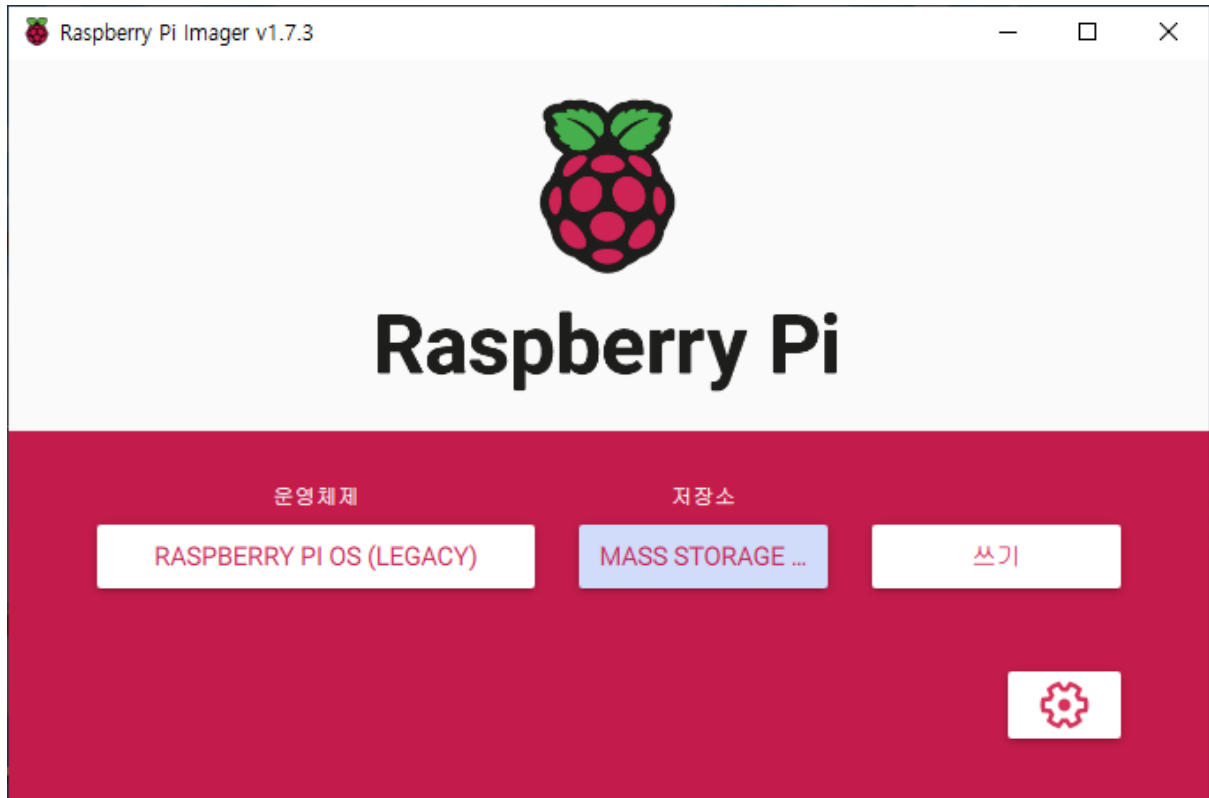 Raspberry Pi Imager v1.7.3
Raspberry Pi
운영체제
저장소
RASPBERRY PI OS (LEGACY)
MASS STORAGE ...
쓰기